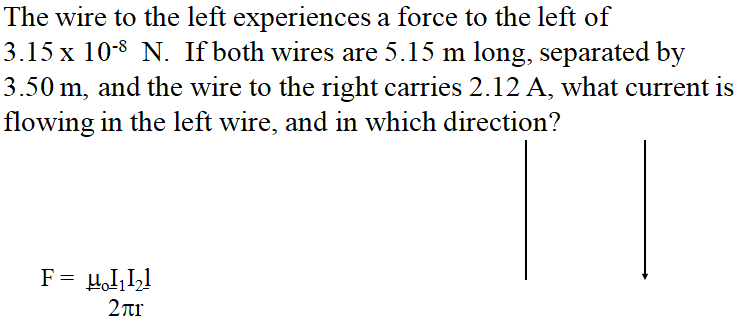 The wire to the left experiences a force to the left of
3.15 x 10⁻⁸ N. If both wires are 5.15 m long, separated by
3.50 m, and the wire to the right carries 2.12 A, what current is
flowing in the left wire, and in which direction?
F = μₒI₁I₂l
2πr